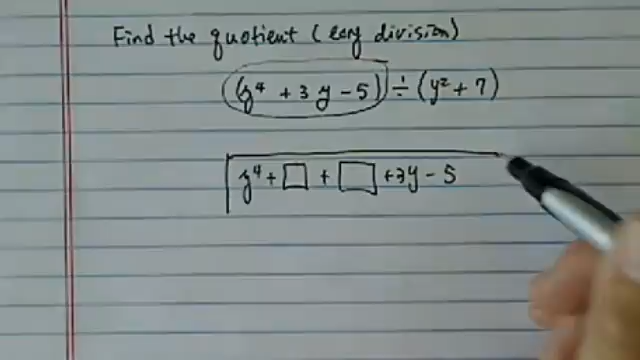 Find the quotient (long division)
(y⁴ + 3y - 5) ÷ (y² + 7)
y⁴ + □ + □ + 3y - 5